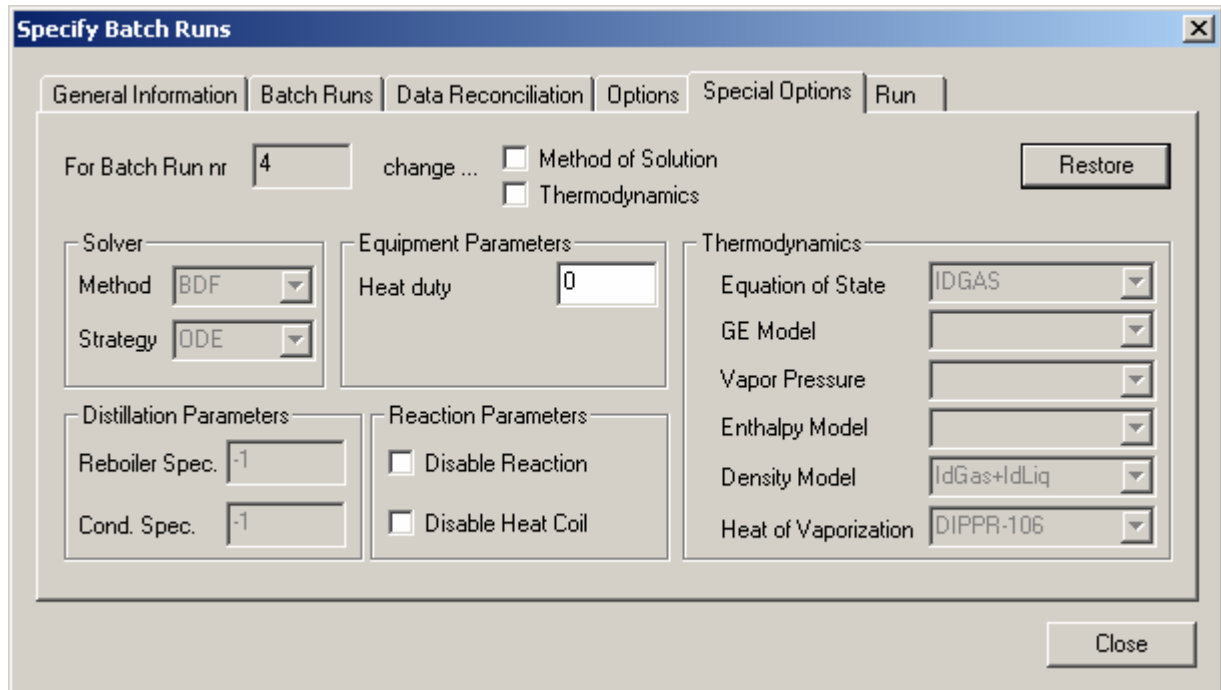 Specify Batch Runs
General Information Batch Runs Data Reconciliation Options Special Options Run
For Batch Run nr 4 change ... Method of Solution
Thermodynamics
Restore
Solver
Method BDF
Strategy ODE
Equipment Parameters
Heat duty 0
Distillation Parameters
Reboiler Spec. -1
Cond. Spec. -1
Reaction Parameters
Disable Reaction
Disable Heat Coil
Thermodynamics
Equation of State IDGAS
GE Model
Vapor Pressure
Enthalpy Model
Density Model IdGas+IdLiq
Heat of Vaporization DIPPR-106
Close